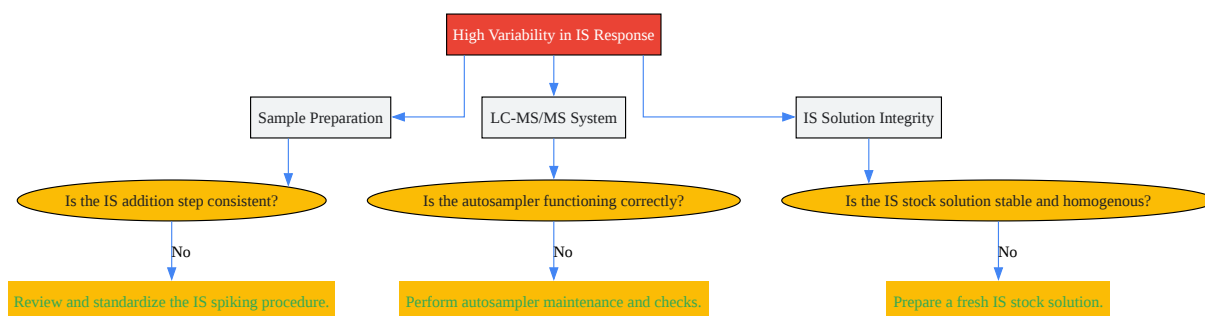 High Variability in IS Response
Sample Preparation
LC-MS/MS System
IS Solution Integrity
Is the IS addition step consistent?
Is the autosampler functioning correctly?
Is the IS stock solution stable and homogenous?
No
No
No
Review and standardize the IS spiking procedure.
Perform autosampler maintenance and checks.
Prepare a fresh IS stock solution.